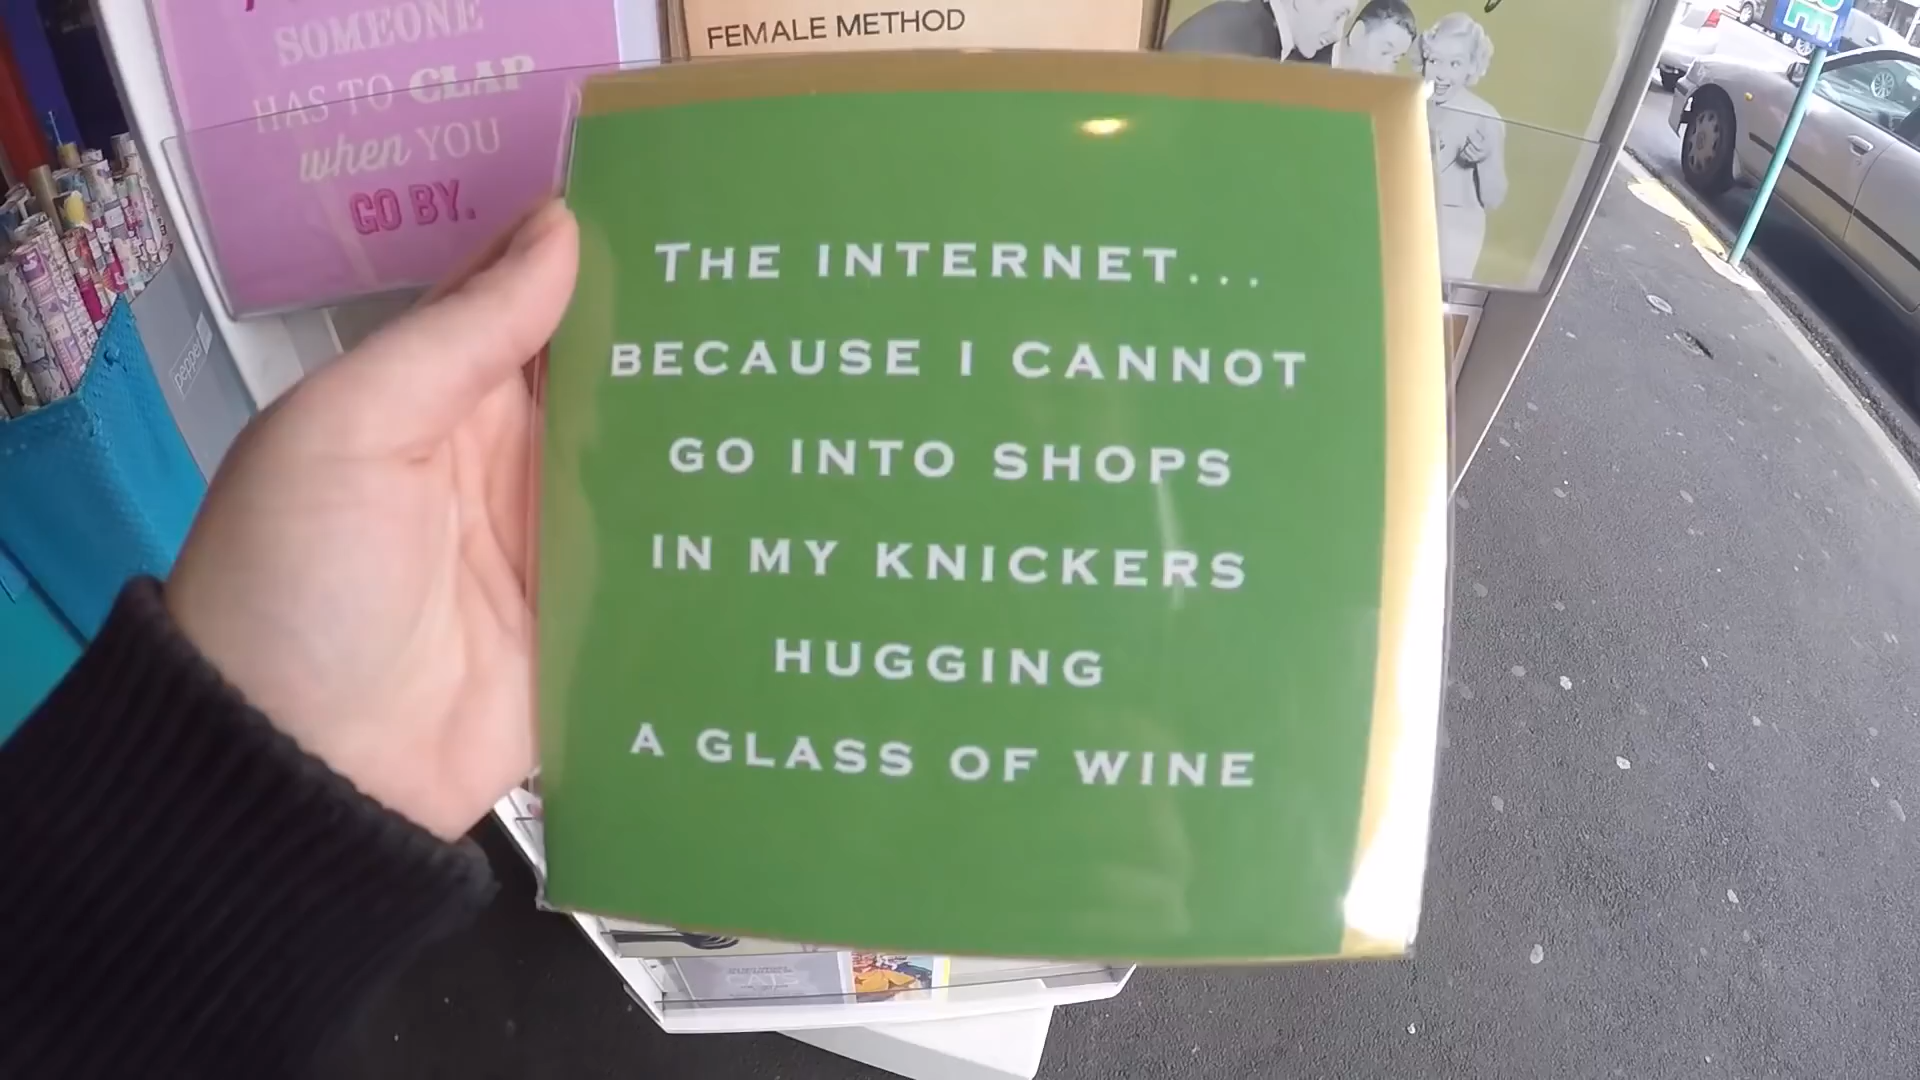 SOMEONE
HAS TO CLAP
when YOU
GO BY.
FEMALE METHOD
THE INTERNET...
BECAUSE I CANNOT
GO INTO SHOPS
IN MY KNICKERS
HUGGING
A GLASS OF WINE
peppel